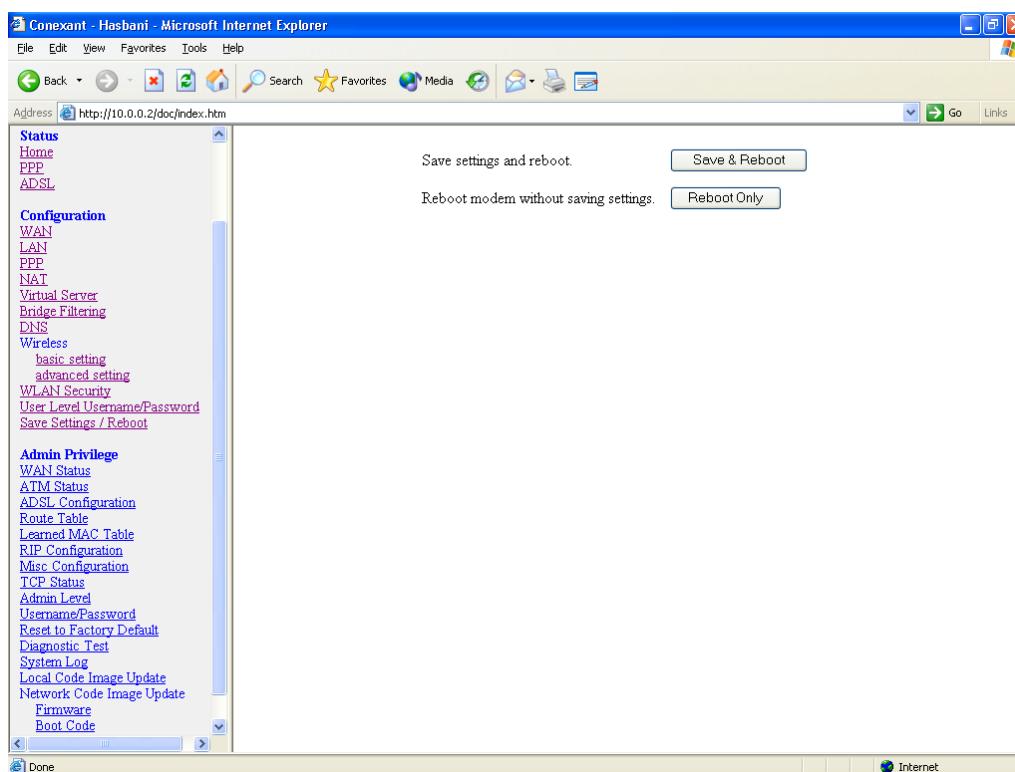 Conexant - Hasbani - Microsoft Internet Explorer
File Edit View Favorites Tools Help
Back Search Favorites Media
Address http://10.0.0.2/doc/index.htm Go Links
Status
Home
PPP
ADSL
Configuration
WAN
LAN
PPP
NAT
Virtual Server
Bridge Filtering
DNS
Wireless
basic setting
advanced setting
WLAN Security
User Level Username/Password
Save Settings / Reboot
Admin Privilege
WAN Status
ATM Status
ADSL Configuration
Route Table
Learned MAC Table
RIP Configuration
Misc Configuration
TCP Status
Admin Level
Username/Password
Reset to Factory Default
Diagnostic Test
System Log
Local Code Image Update
Network Code Image Update
Firmware
Boot Code
Save settings and reboot. Save & Reboot
Reboot modem without saving settings. Reboot Only
Done Internet